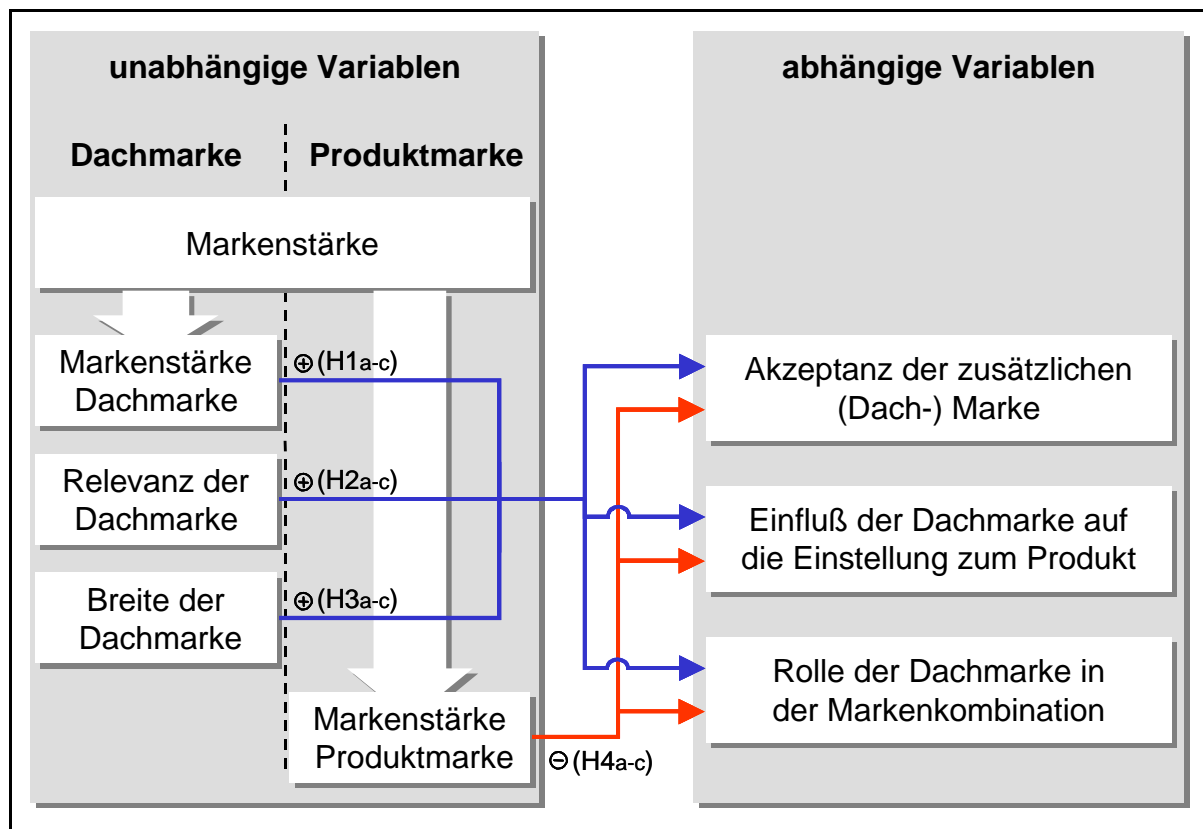 unabhängige Variablen
Dachmarke
Produktmarke
Markenstärke
Markenstärke
Dachmarke
⊕(H1a-c)
Relevanz der
Dachmarke
⊕(H2a-c)
Breite der
Dachmarke
⊕(H3a-c)
Markenstärke
Produktmarke
⊖(H4a-c)
abhängige Variablen
Akzeptanz der zusätzlichen
(Dach-) Marke
Einfluß der Dachmarke auf
die Einstellung zum Produkt
Rolle der Dachmarke in
der Markenkombination